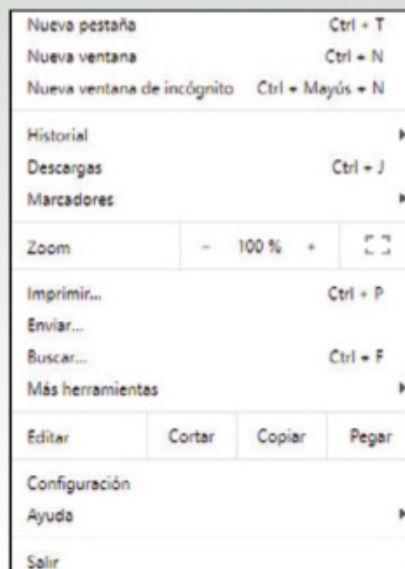 Nueva pestaña Ctrl + T
Nueva ventana Ctrl + N
Nueva ventana de incógnito Ctrl + Mayús + N
Historial
Descargas Ctrl + J
Marcadores
Zoom - 100 % +
Imprimir... Ctrl + P
Enviar...
Buscar... Ctrl + F
Más herramientas
Editar Cortar Copiar Pegar
Configuración
Ayuda
Salir